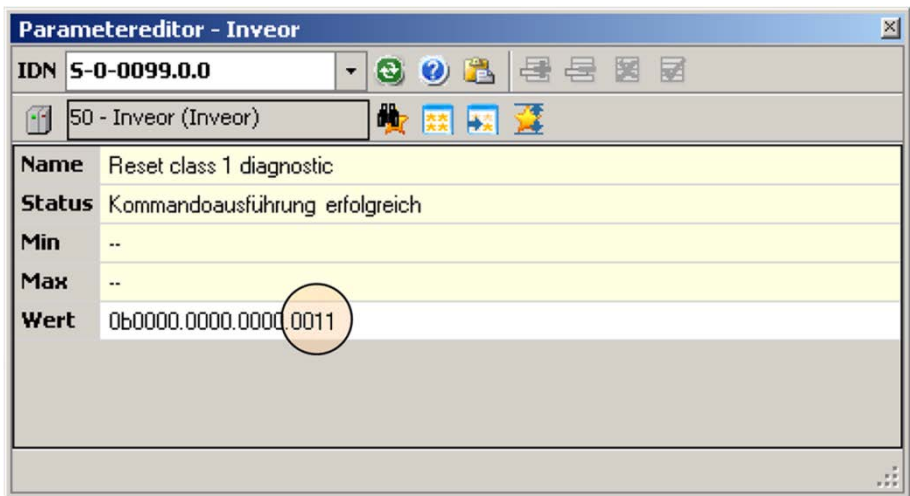 Parametereditor - Inveor
IDN S-0-0099.0.0
50 - Inveor (Inveor)
Name Reset class 1 diagnostic
Status Kommandoausführung erfolgreich
Min --
Max --
Wert 0b0000.0000.0000.0011